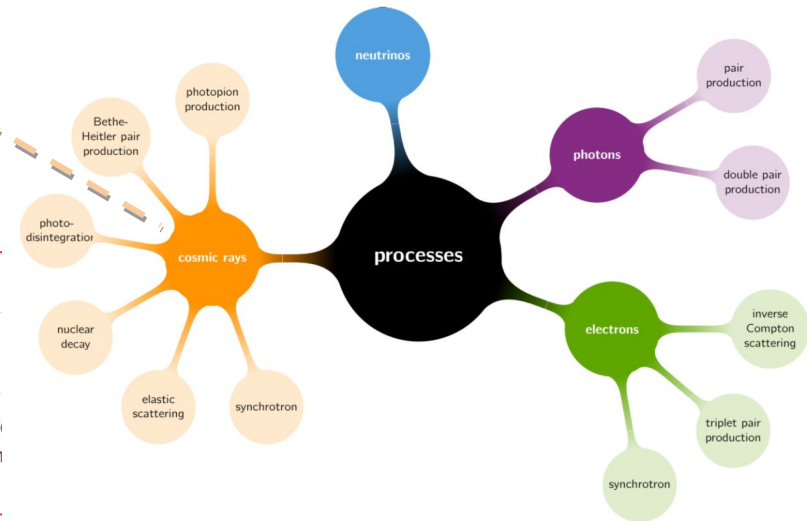 neutrinos
photopion
production
Bethe-
Heitler pair
production
photo-
disintegration
nuclear
decay
elastic
scattering
synchrotron
cosmic rays
processes
photons
pair
production
double pair
production
electrons
inverse
Compton
scattering
triplet pair
production
synchrotron